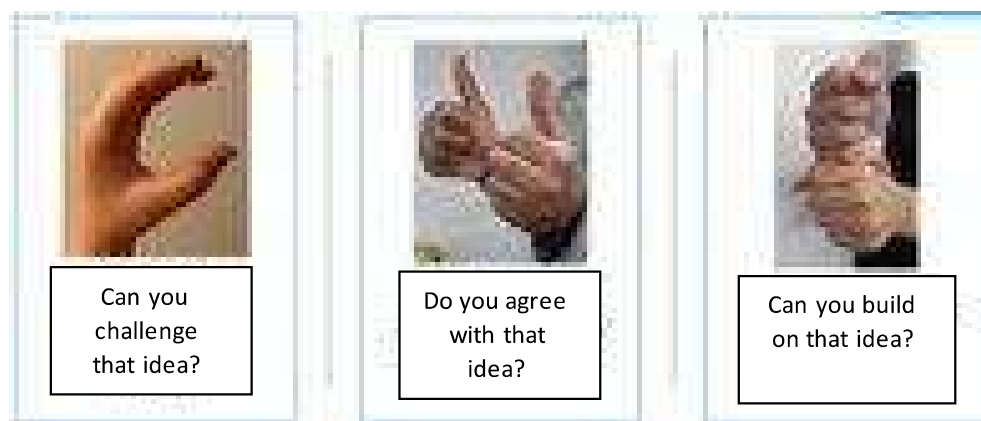 Can you
challenge
that idea?
Do you agree
with that
idea?
Can you build
on that idea?